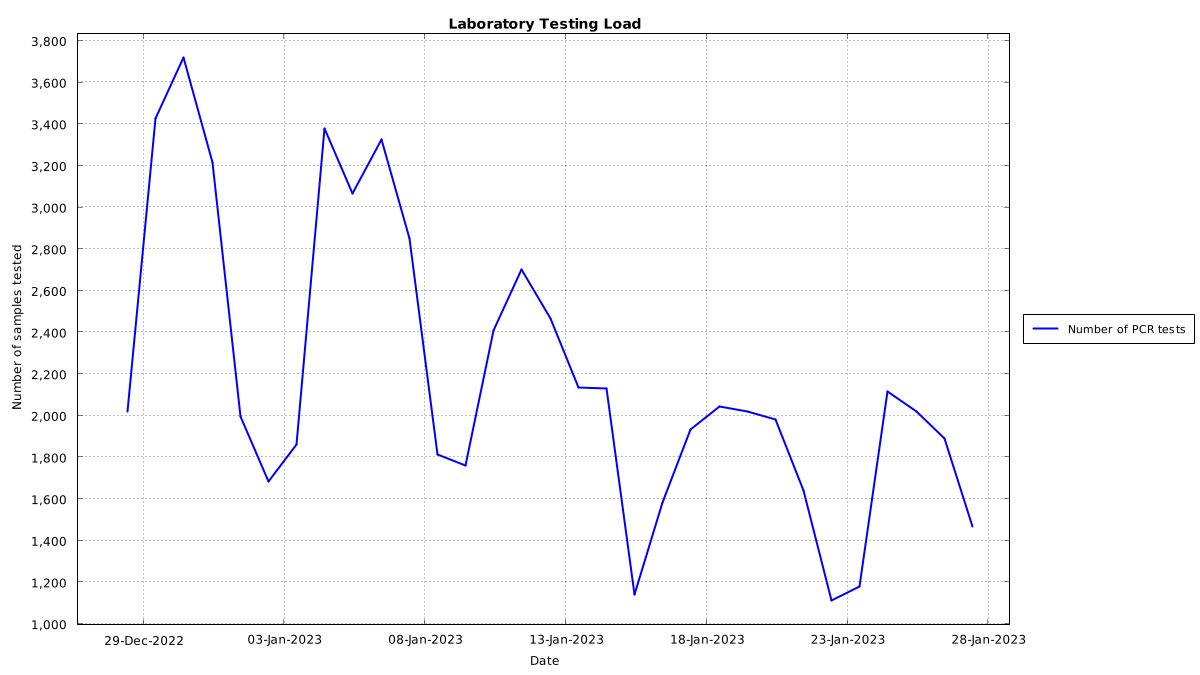 Laboratory Testing Load
3,800
3,600
3,400
3,200
3,000
2,800
2,600
2,400
2,200
2,000
1,800
1,600
1,400
1,200
1,000
Number of samples tested
29-Dec-2022
03-Jan-2023
08-Jan-2023
13-Jan-2023
18-Jan-2023
23-Jan-2023
28-Jan-2023
Date
Number of PCR tests